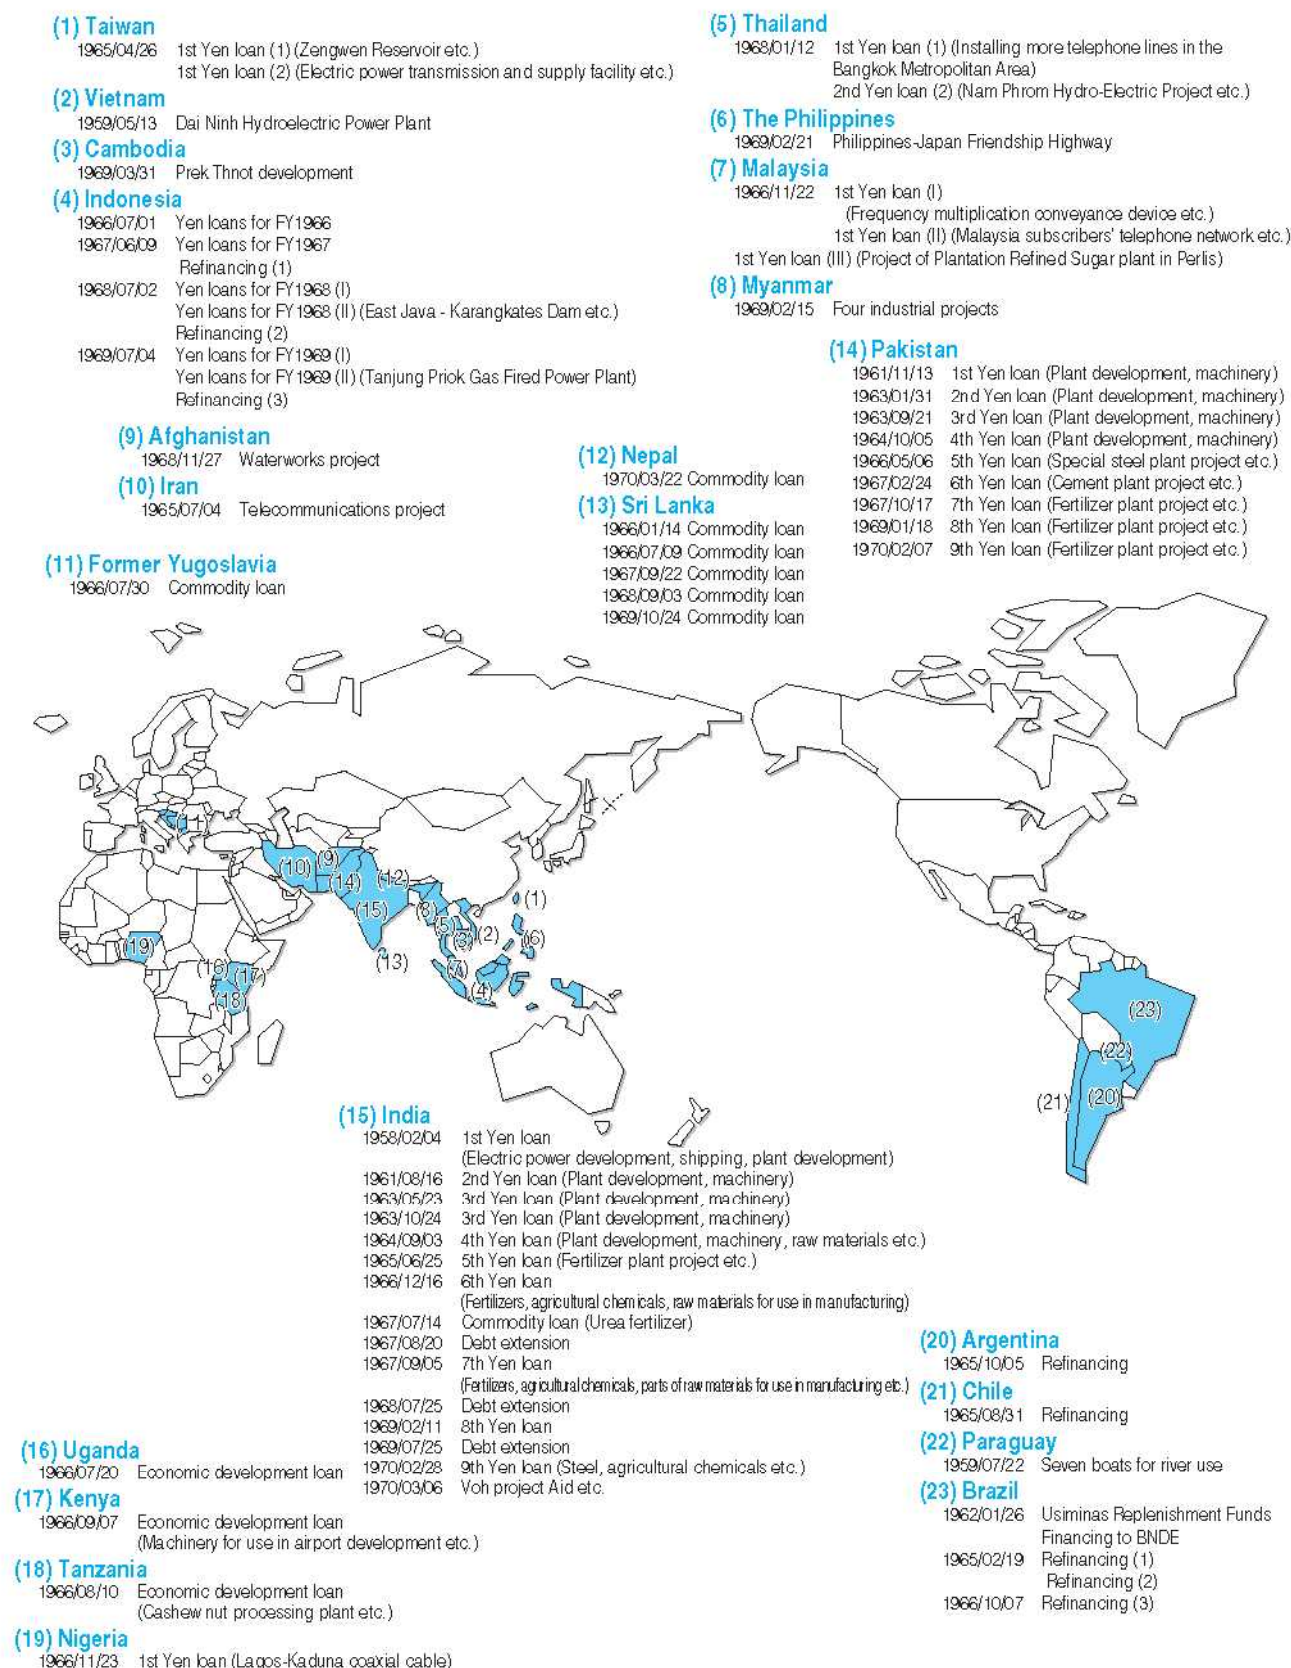 (1) Taiwan
1965/04/26 1st Yen loan (1) (Zengwen Reservoir etc.)
1st Yen loan (2) (Electric power transmission and supply facility etc.)
(2) Vietnam
1959/05/13 Dai Ninh Hydroelectric Power Plant
(3) Cambodia
1969/03/31 Prek Thnot development
(4) Indonesia
1966/07/01 Yen loans for FY1966
1967/06/09 Yen loans for FY1967
Refinancing (1)
1968/07/02 Yen loans for FY1968 (I)
Yen loans for FY1968 (II) (East Java - Karangkates Dam etc.)
Refinancing (2)
1969/07/04 Yen loans for FY1969 (I)
Yen loans for FY1969 (II) (Tanjung Priok Gas Fired Power Plant)
Refinancing (3)
(5) Thailand
1968/01/12 1st Yen loan (1) (Installing more telephone lines in the
Bangkok Metropolitan Area)
2nd Yen loan (2) (Nam Phrom Hydro-Electric Project etc.)
(6) The Philippines
1969/02/21 Philippines-Japan Friendship Highway
(7) Malaysia
1966/11/22 1st Yen loan (I)
(Frequency multiplication conveyance device etc.)
1st Yen loan (II) (Malaysia subscribers' telephone network etc.)
1st Yen loan (III) (Project of Plantation Refined Sugar plant in Perlis)
(8) Myanmar
1969/02/15 Four industrial projects
(9) Afghanistan
1968/11/27 Waterworks project
(10) Iran
1965/07/04 Telecommunications project
(11) Former Yugoslavia
1966/07/30 Commodity loan
(12) Nepal
1970/03/22 Commodity loan
(13) Sri Lanka
1966/01/14 Commodity loan
1966/07/09 Commodity loan
1967/09/22 Commodity loan
1968/09/03 Commodity loan
1969/10/24 Commodity loan
(14) Pakistan
1961/11/13 1st Yen loan (Plant development, machinery)
1963/01/31 2nd Yen loan (Plant development, machinery)
1963/09/21 3rd Yen loan (Plant development, machinery)
1964/10/05 4th Yen loan (Plant development, machinery)
1966/05/06 5th Yen loan (Special steel plant project etc.)
1967/02/24 6th Yen loan (Cement plant project etc.)
1967/10/17 7th Yen loan (Fertilizer plant project etc.)
1969/01/18 8th Yen loan (Fertilizer plant project etc.)
1970/02/07 9th Yen loan (Fertilizer plant project etc.)
(10)
(9)
(14)
(12)
(15)
(8)
(1)
(5)
(3)
(2)
(6)
(13)
(7)
(4)
(19)
(16)
(17)
(18)
(23)
(22)
(21)
(20)
(15) India
1958/02/04 1st Yen loan
(Electric power development, shipping, plant development)
1961/08/16 2nd Yen loan (Plant development, machinery)
1963/05/23 3rd Yen loan (Plant development, machinery)
1963/10/24 3rd Yen loan (Plant development, machinery)
1964/09/03 4th Yen loan (Plant development, machinery, raw materials etc.)
1965/06/25 5th Yen loan (Fertilizer plant project etc.)
1966/12/16 6th Yen loan
(Fertilizers, agricultural chemicals, raw materials for use in manufacturing)
1967/07/14 Commodity loan (Urea fertilizer)
1967/08/20 Debt extension
1967/09/05 7th Yen loan
(Fertilizers, agricultural chemicals, parts of raw materials for use in manufacturing etc.)
1968/07/25 Debt extension
1969/02/11 8th Yen loan
1969/07/25 Debt extension
1970/02/28 9th Yen loan (Steel, agricultural chemicals etc.)
1970/03/06 Voh project Aid etc.
(16) Uganda
1966/07/20 Economic development loan
(17) Kenya
1966/09/07 Economic development loan
(Machinery for use in airport development etc.)
(18) Tanzania
1966/08/10 Economic development loan
(Cashew nut processing plant etc.)
(19) Nigeria
1966/11/23 1st Yen loan (Lagos-Kaduna coaxial cable)
(20) Argentina
1965/10/05 Refinancing
(21) Chile
1965/08/31 Refinancing
(22) Paraguay
1959/07/22 Seven boats for river use
(23) Brazil
1962/01/26 Usiminas Replenishment Funds
Financing to BNDE
1965/02/19 Refinancing (1)
Refinancing (2)
1966/10/07 Refinancing (3)